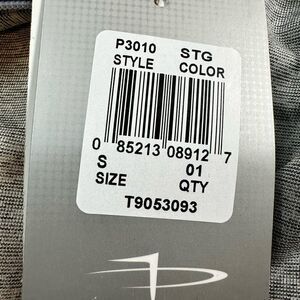 P3010 STG
STYLE COLOR
0 85213 08912 7
S 01
SIZE QTY
T9053093